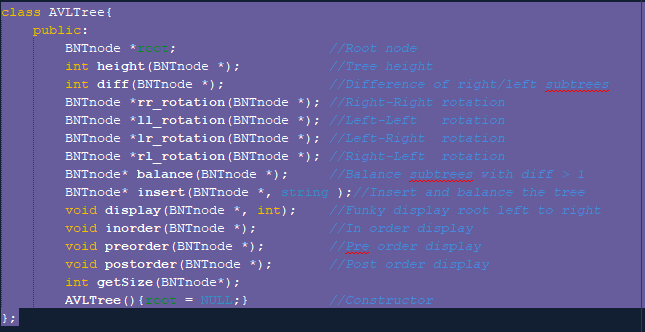 class AVLTree{
public:
BNTnode *root; //Root node
int height(BNTnode *); //Tree height
int diff(BNTnode *); //Difference of right/left subtrees
BNTnode *rr_rotation(BNTnode *); //Right-Right rotation
BNTnode *ll_rotation(BNTnode *); //Left-Left rotation
BNTnode *lr_rotation(BNTnode *); //Left-Right rotation
BNTnode *rl_rotation(BNTnode *); //Right-Left rotation
BNTnode* balance(BNTnode *); //Balance subtrees with diff > 1
BNTnode* insert(BNTnode *, string );//Insert and balance the tree
void display(BNTnode *, int); //Funky display root left to right
void inorder(BNTnode *); //In order display
void preorder(BNTnode *); //Pre order display
void postorder(BNTnode *); //Post order display
int getSize(BNTnode*);
AVLTree(){root = NULL;} //Constructor
};